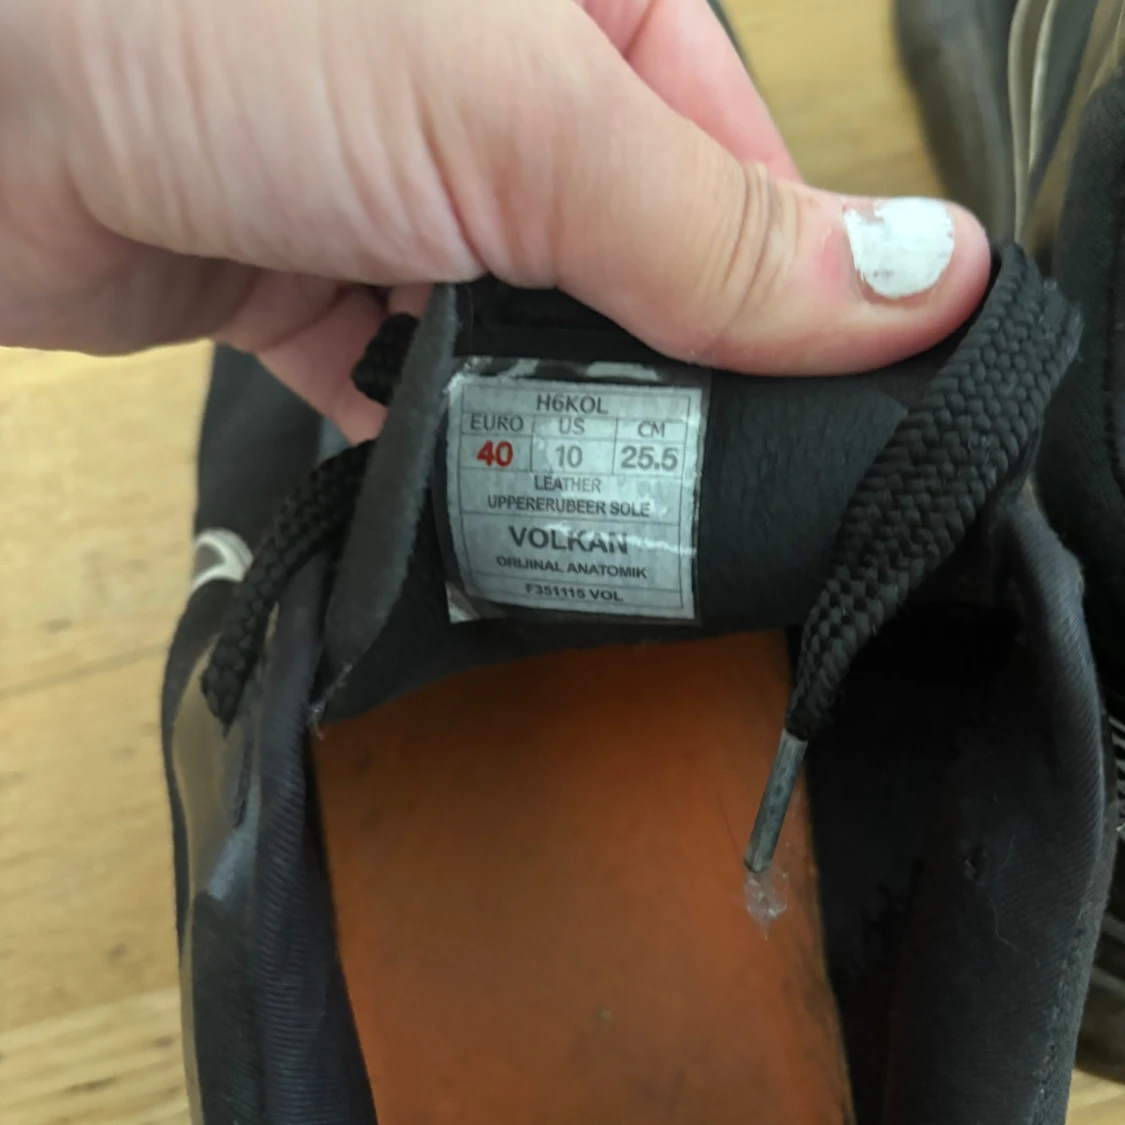 H6KOL
EURO US CM
40 10 25.5
LEATHER
UPPERERUBEER SOLE
VOLKAN
ORIJINAL ANATOMIK
F351115 VOL